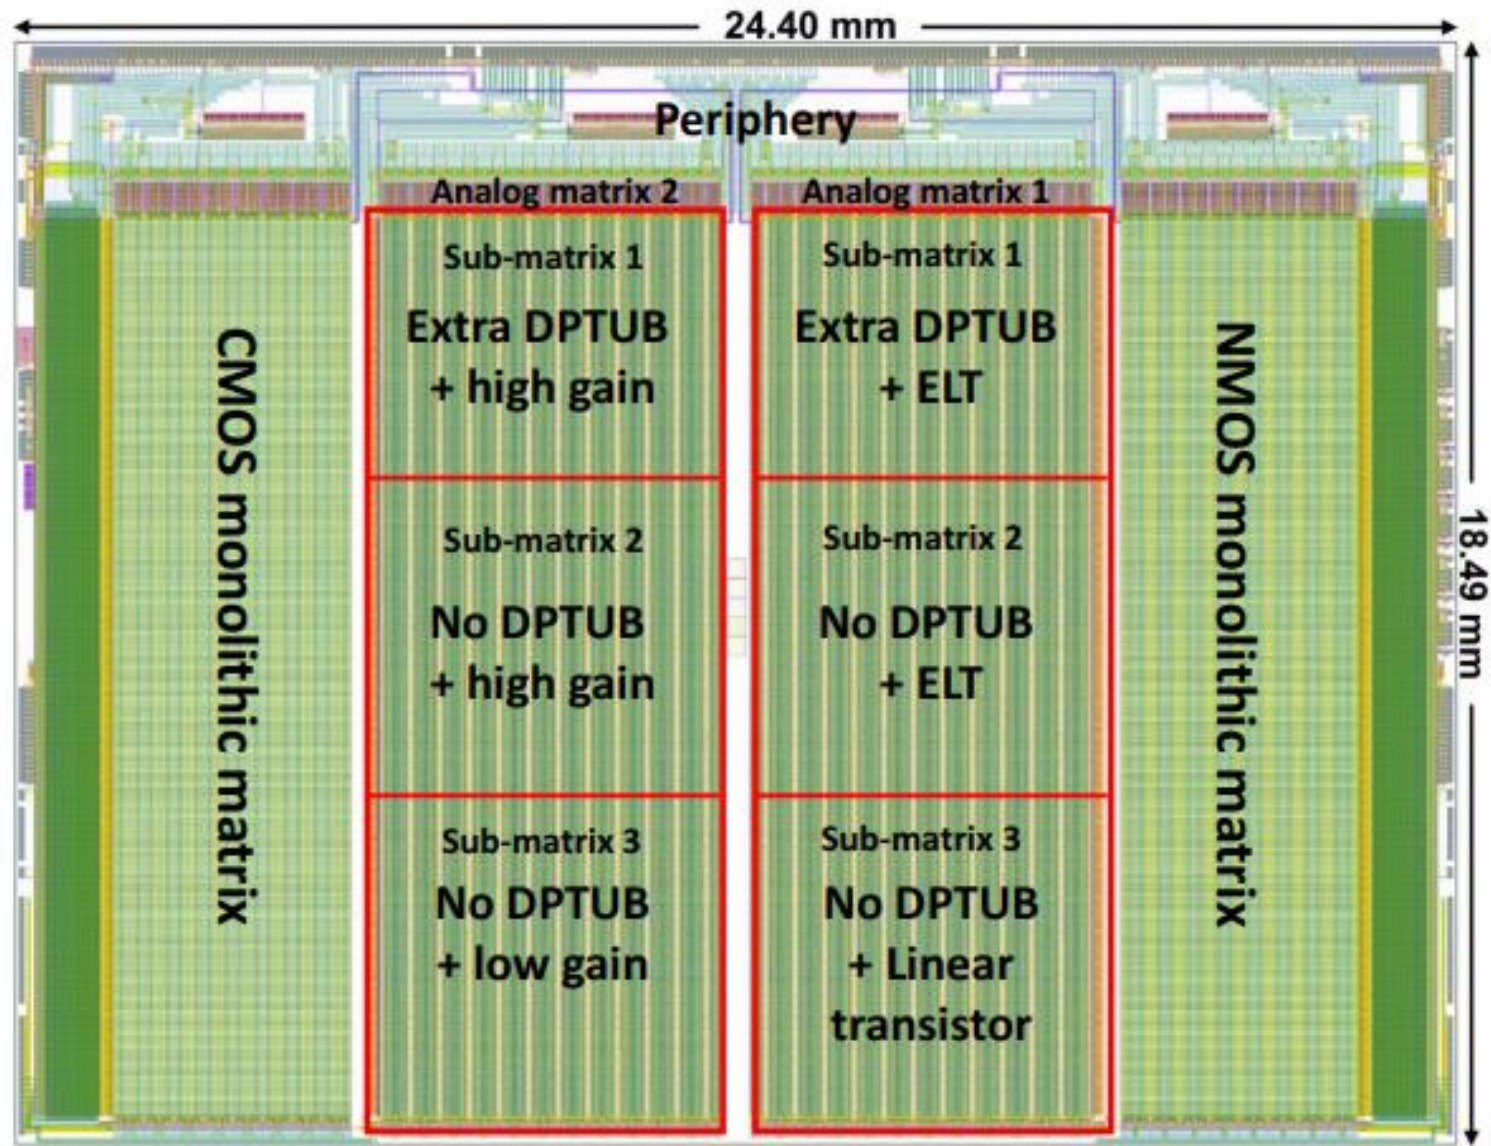 24.40 mm
Periphery
Analog matrix 2
Analog matrix 1
CMOS monolithic matrix
Sub-matrix 1
Extra DPTUB
+ high gain
Sub-matrix 2
No DPTUB
+ high gain
Sub-matrix 3
No DPTUB
+ low gain
Sub-matrix 1
Extra DPTUB
+ ELT
Sub-matrix 2
No DPTUB
+ ELT
Sub-matrix 3
No DPTUB
+ Linear
transistor
NMOS monolithic matrix
18.49 mm